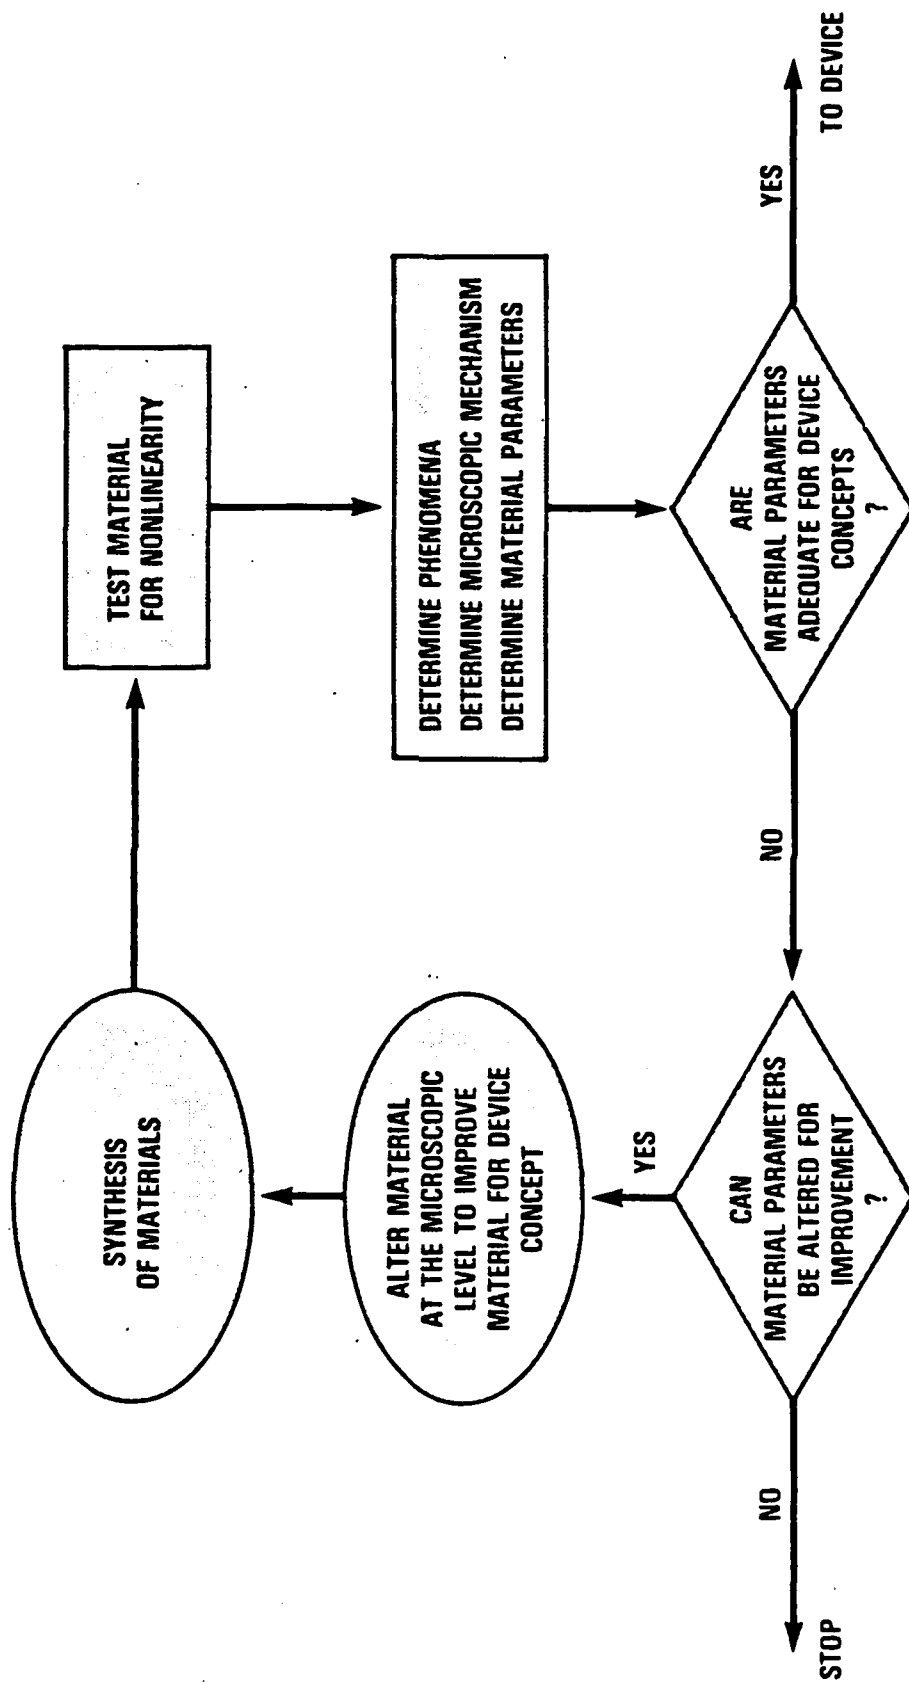 SYNTHESIS
OF MATERIALS
TEST MATERIAL
FOR NONLINEARITY
ALTER MATERIAL
AT THE MICROSCOPIC
LEVEL TO IMPROVE
MATERIAL FOR DEVICE
CONCEPT
DETERMINE PHENOMENA
DETERMINE MICROSCOPIC MECHANISM
DETERMINE MATERIAL PARAMETERS
YES
CAN
MATERIAL PARAMETERS
BE ALTERED FOR
IMPROVEMENT
?
ARE
MATERIAL PARAMETERS
ADEQUATE FOR DEVICE
CONCEPTS
?
NO
NO
YES
STOP
TO DEVICE